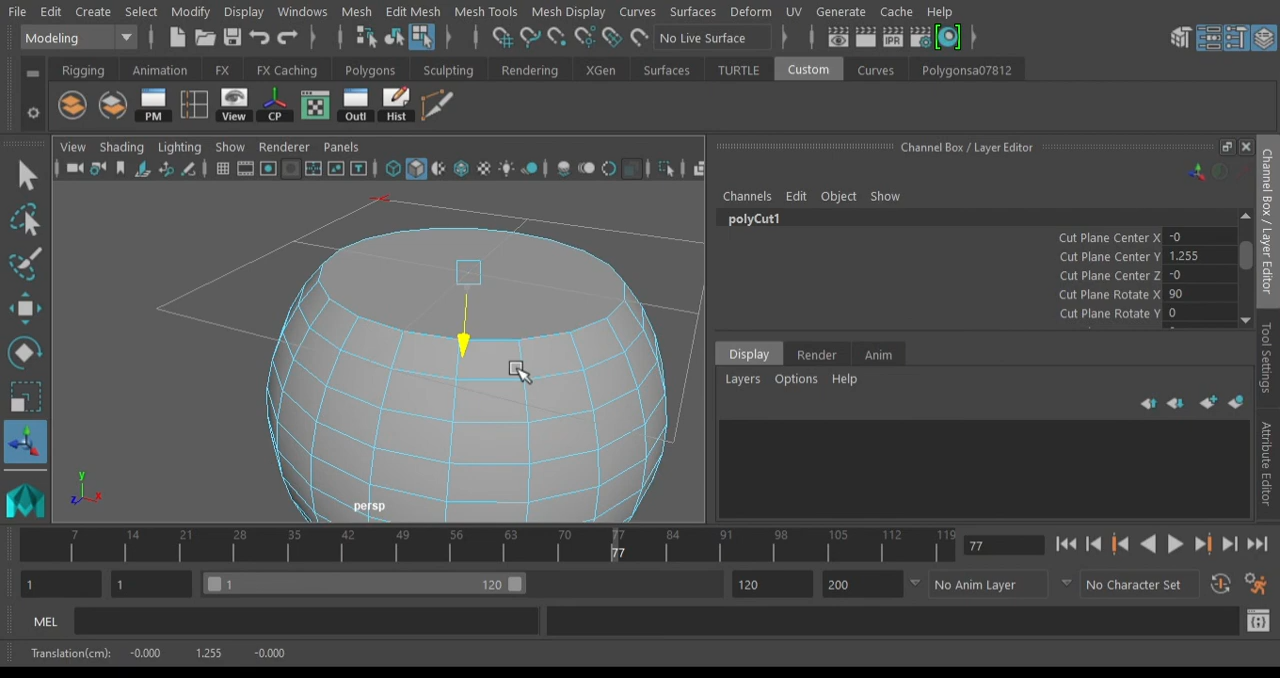 File Edit Create Select Modify Display Windows Mesh Edit Mesh Mesh Tools Mesh Display Curves Surfaces Deform UV Generate Cache Help
Modeling No Live Surface IPR
Rigging Animation FX FX Caching Polygons Sculpting Rendering XGen Surfaces TURTLE Custom Curves Polygonsa07812
PM View CP Outl Hist
View Shading Lighting Show Renderer Panels
Channel Box / Layer Editor
Channels Edit Object Show
polyCut1
Cut Plane Center X -0
Cut Plane Center Y 1.255
Cut Plane Center Z -0
Cut Plane Rotate X 90
Cut Plane Rotate Y 0
Display Render Anim
Layers Options Help
Channel Box / Layer Editor
Tool Settings
Attribute Editor
y
z x
persp
7 14 21 28 35 42 49 56 63 70 77 84 91 98 105 112 119
77
77
1 1 1 120 120 200 No Anim Layer No Character Set
MEL
Translation(cm): -0.000 1.255 -0.000